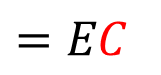 = EC